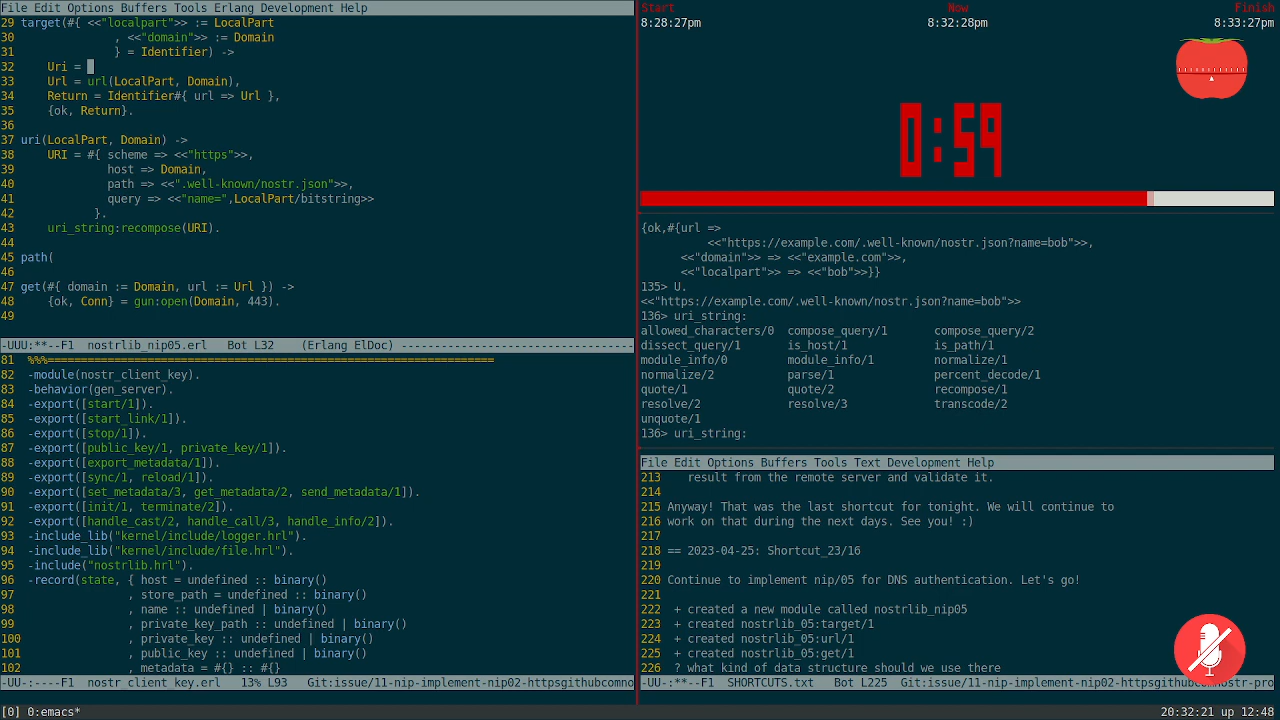 File Edit Options Buffers Tools Erlang Development Help
29 target(#{ <<"localpart">> := LocalPart
30               , <<"domain">> := Domain
31               } = Identifier) ->
32     Uri =
33     Url = url(LocalPart, Domain),
34     Return = Identifier#{ url => Url },
35     {ok, Return}.
36
37 uri(LocalPart, Domain) ->
38     URI = #{ scheme => <<"https">>,
39              host => Domain,
40              path => <<".well-known/nostr.json">>,
41              query => <<"name=",LocalPart/bitstring>>
42            }.
43     uri_string:recompose(URI).
44
45 path(
46
47 get(#{ domain := Domain, url := Url }) ->
48     {ok, Conn} = gun:open(Domain, 443).
49
-UUU:**--F1  nostrlib_nip05.erl   Bot L32    (Erlang ElDoc) -----------------------------------
81  %%%===================================================================
82  -module(nostr_client_key).
83  -behavior(gen_server).
84  -export([start/1]).
85  -export([start_link/1]).
86  -export([stop/1]).
87  -export([public_key/1, private_key/1]).
88  -export([export_metadata/1]).
89  -export([sync/1, reload/1]).
90  -export([set_metadata/3, get_metadata/2, send_metadata/1]).
91  -export([init/1, terminate/2]).
92  -export([handle_cast/2, handle_call/3, handle_info/2]).
93  -include_lib("kernel/include/logger.hrl").
94  -include_lib("kernel/include/file.hrl").
95  -include("nostrlib.hrl").
96  -record(state, { host = undefined :: binary()
97                 , store_path = undefined :: binary()
98                 , name :: undefined | binary()
99                 , private_key_path :: undefined | binary()
100                , private_key :: undefined | binary()
101                , public_key :: undefined | binary()
102                , metadata = #{} :: #{}
-UU-:----F1  nostr_client_key.erl   13% L93    Git:issue/11-nip-implement-nip02-httpsgithubcomno
Start Now Finish
8:28:27pm 8:32:28pm 8:33:27pm
0:59
{ok,#{url =>
          <<"https://example.com/.well-known/nostr.json?name=bob">>,
      <<"domain">> => <<"example.com">>,
      <<"localpart">> => <<"bob">>}}
135> U.
<<"https://example.com/.well-known/nostr.json?name=bob">>
136> uri_string:
allowed_characters/0  compose_query/1       compose_query/2
dissect_query/1       is_host/1             is_path/1
module_info/0         module_info/1         normalize/1
normalize/2           parse/1               percent_decode/1
quote/1               quote/2               recompose/1
resolve/2             resolve/3             transcode/2
unquote/1
136> uri_string:
File Edit Options Buffers Tools Text Development Help
213    result from the remote server and validate it.
214
215 Anyway! That was the last shortcut for tonight. We will continue to
216 work on that during the next days. See you! :)
217
218 == 2023-04-25: Shortcut_23/16
219
220 Continue to implement nip/05 for DNS authentication. Let's go!
221
222  + created a new module called nostrlib_nip05
223  + created nostrlib_05:target/1
224  + created nostrlib_05:url/1
225  + created nostrlib_05:get/1
226  ? what kind of data structure should we use there
-UU-:**--F1  SHORTCUTS.txt   Bot L225   Git:issue/11-nip-implement-nip02-httpsgithubcomnostr-pro
[0] 0:emacs* 20:32:21 up 12:48